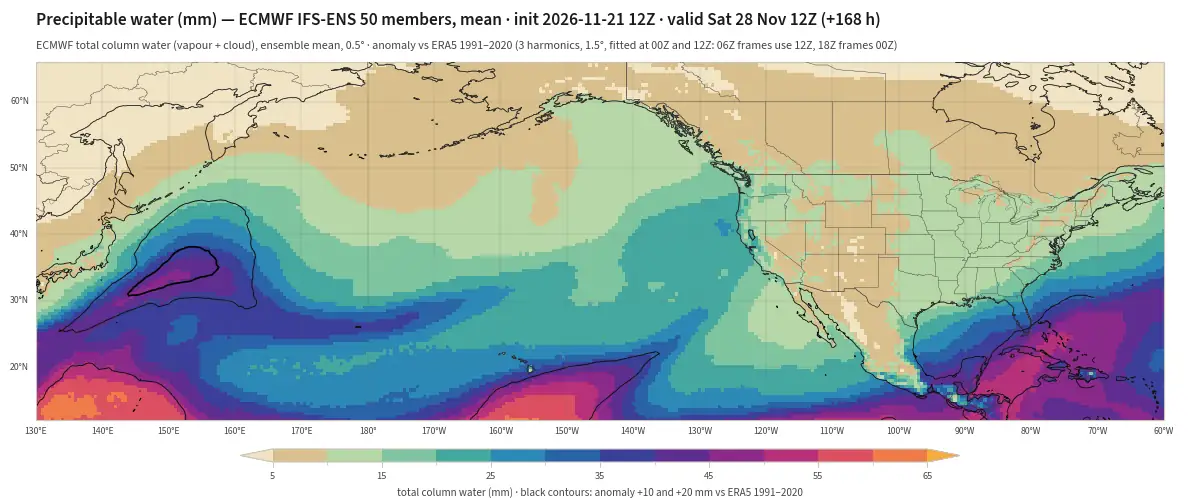 Precipitable water (mm) — ECMWF IFS-ENS 50 members, mean · init 2026-11-21 12Z · valid Sat 28 Nov 12Z (+168 h)
ECMWF total column water (vapour + cloud), ensemble mean, 0.5° · anomaly vs ERA5 1991–2020 (3 harmonics, 1.5°, fitted at 00Z and 12Z: 06Z frames use 12Z, 18Z frames 00Z)
60°N
50°N
40°N
30°N
20°N
130°E 140°E 150°E 160°E 170°E 180° 170°W 160°W 150°W 140°W 130°W 120°W 110°W 100°W 90°W 80°W 70°W 60°W
5 15 25 35 45 55 65
total column water (mm) · black contours: anomaly +10 and +20 mm vs ERA5 1991–2020